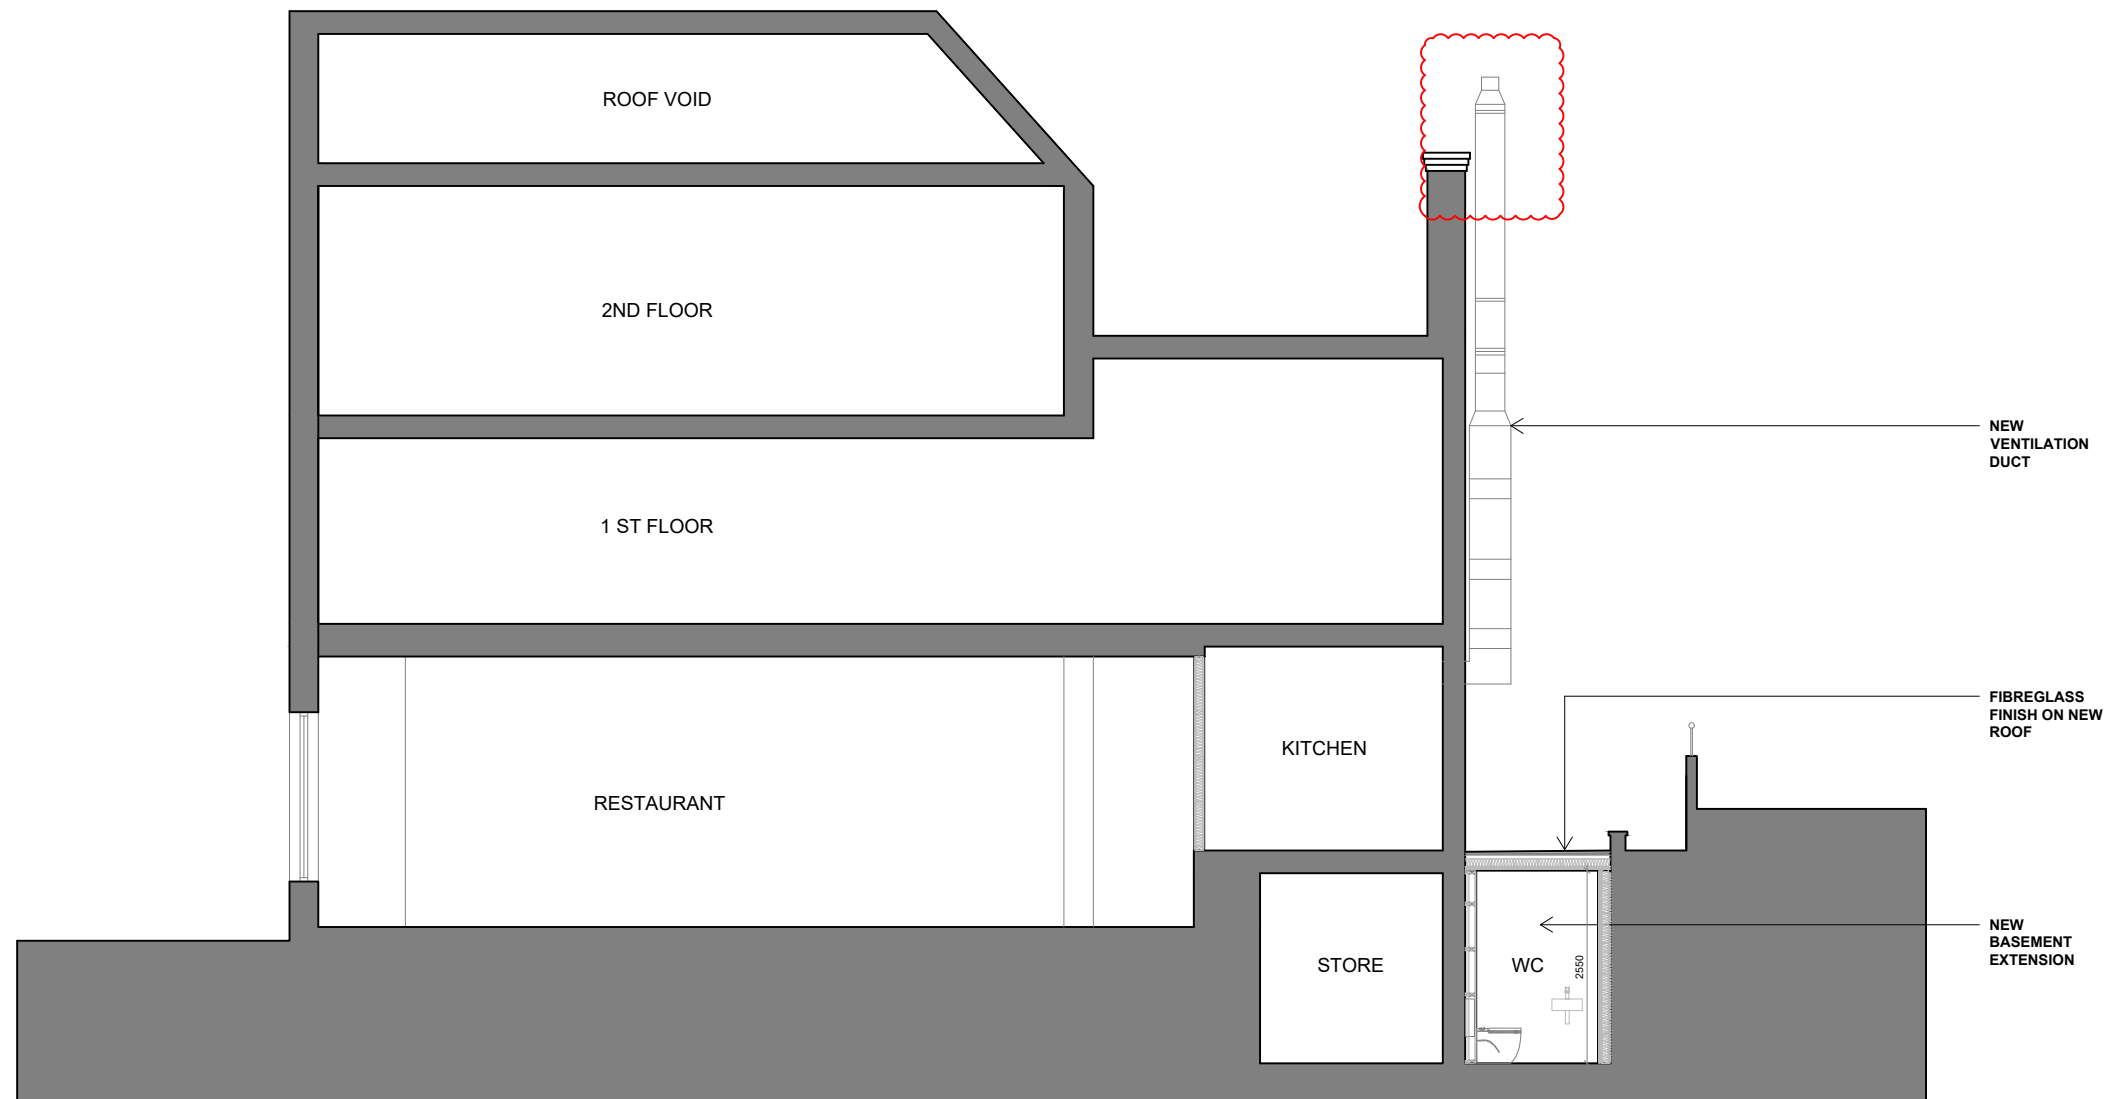 ROOF VOID
2ND FLOOR
1 ST FLOOR
NEW
VENTILATION
DUCT
FIBREGLASS
FINISH ON NEW
ROOF
KITCHEN
RESTAURANT
NEW
BASEMENT
EXTENSION
STORE
WC
2550